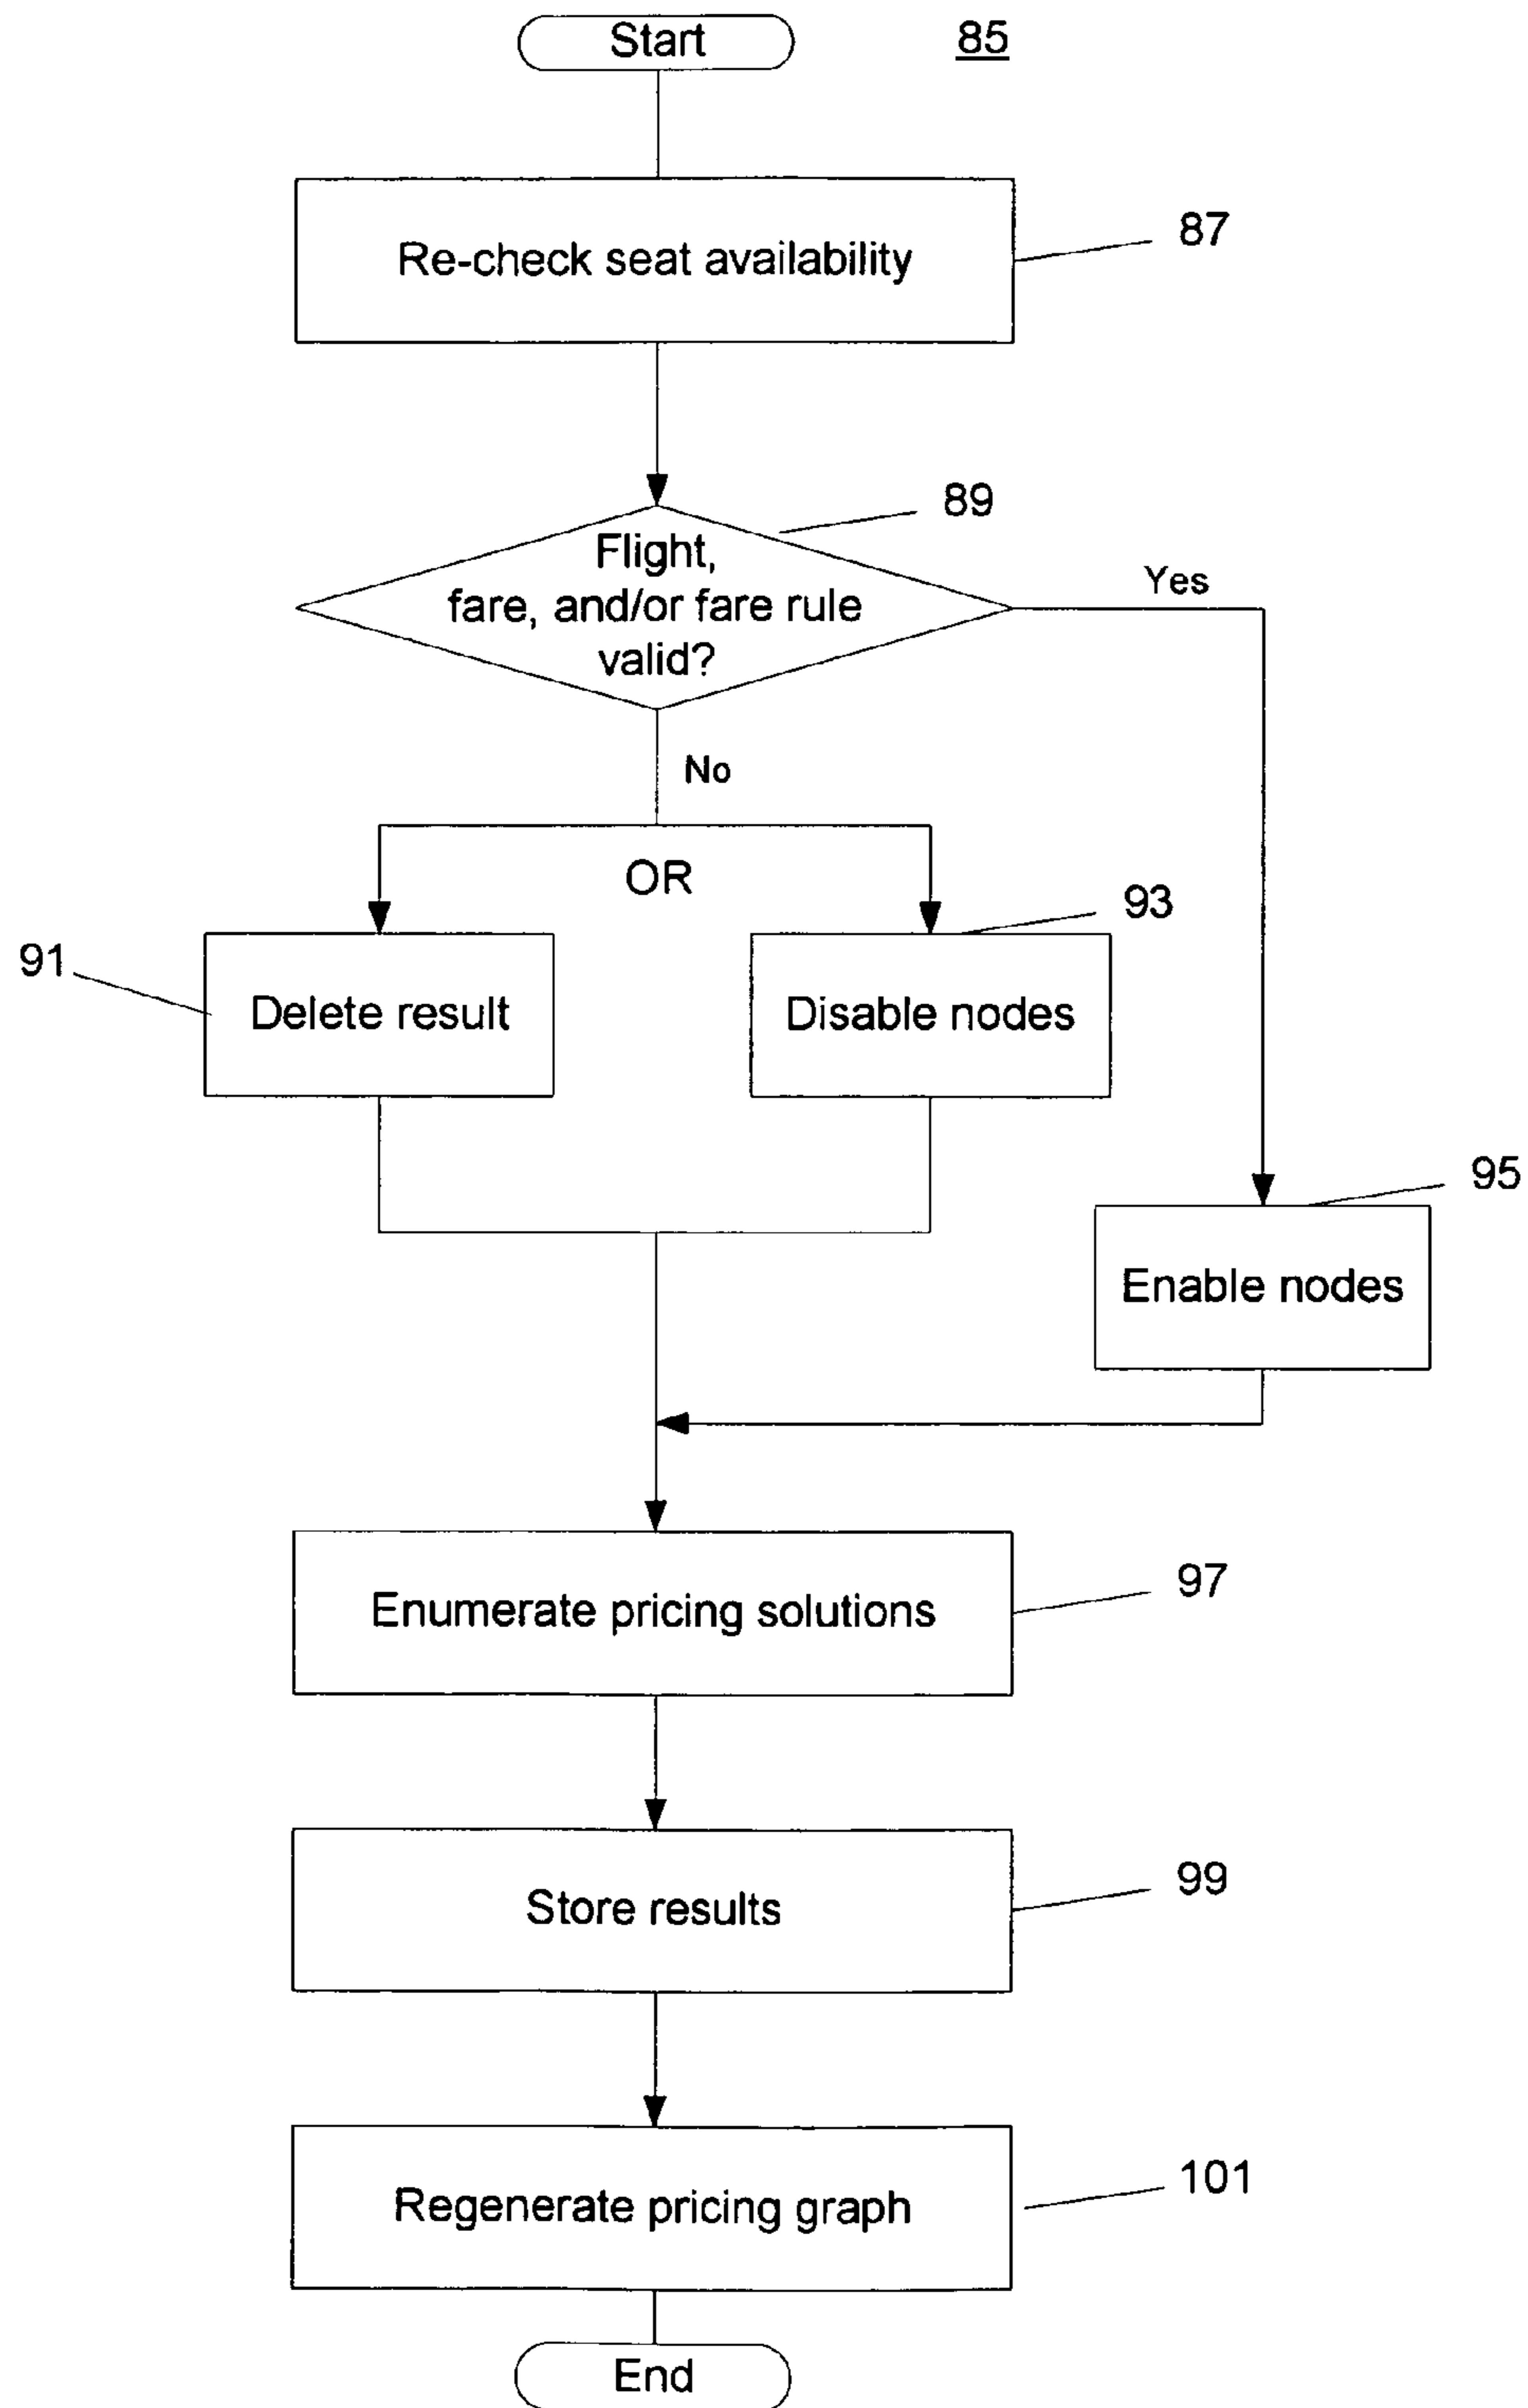 Start
85
Re-check seat availability
87
89
Flight,
fare, and/or fare rule
valid?
Yes
No
OR
93
91
Delete result
Disable nodes
95
Enable nodes
97
Enumerate pricing solutions
99
Store results
101
Regenerate pricing graph
End